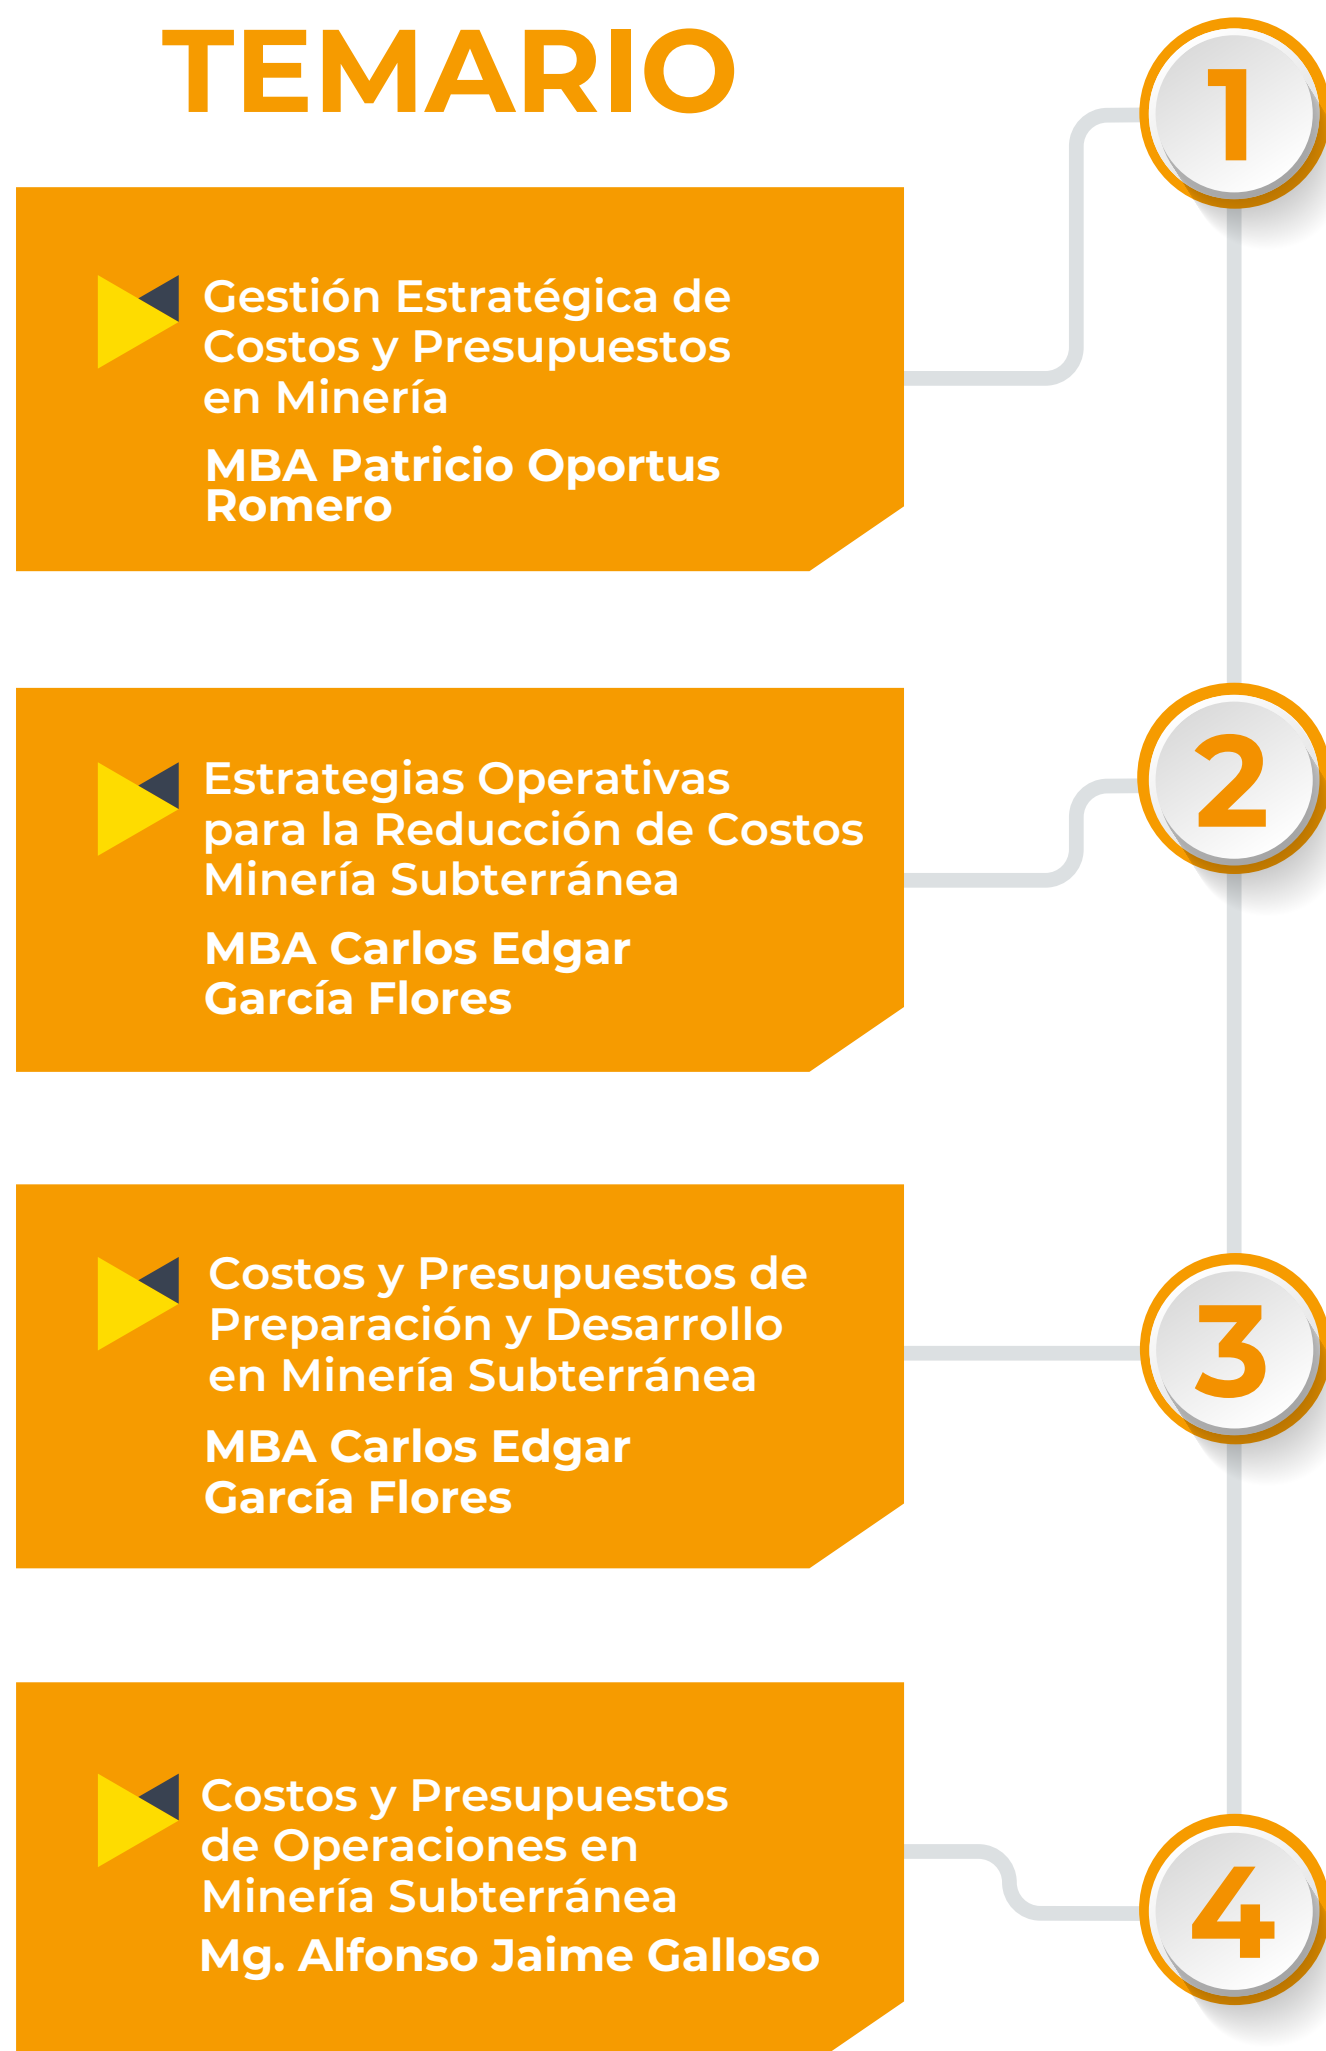 TEMARIO
1
Gestión Estratégica de
Costos y Presupuestos
en Minería
MBA Patricio Oportus
Romero
2
Estrategias Operativas
para la Reducción de Costos
Minería Subterránea
MBA Carlos Edgar
García Flores
3
Costos y Presupuestos de
Preparación y Desarrollo
en Minería Subterránea
MBA Carlos Edgar
García Flores
4
Costos y Presupuestos
de Operaciones en
Minería Subterránea
Mg. Alfonso Jaime Galloso